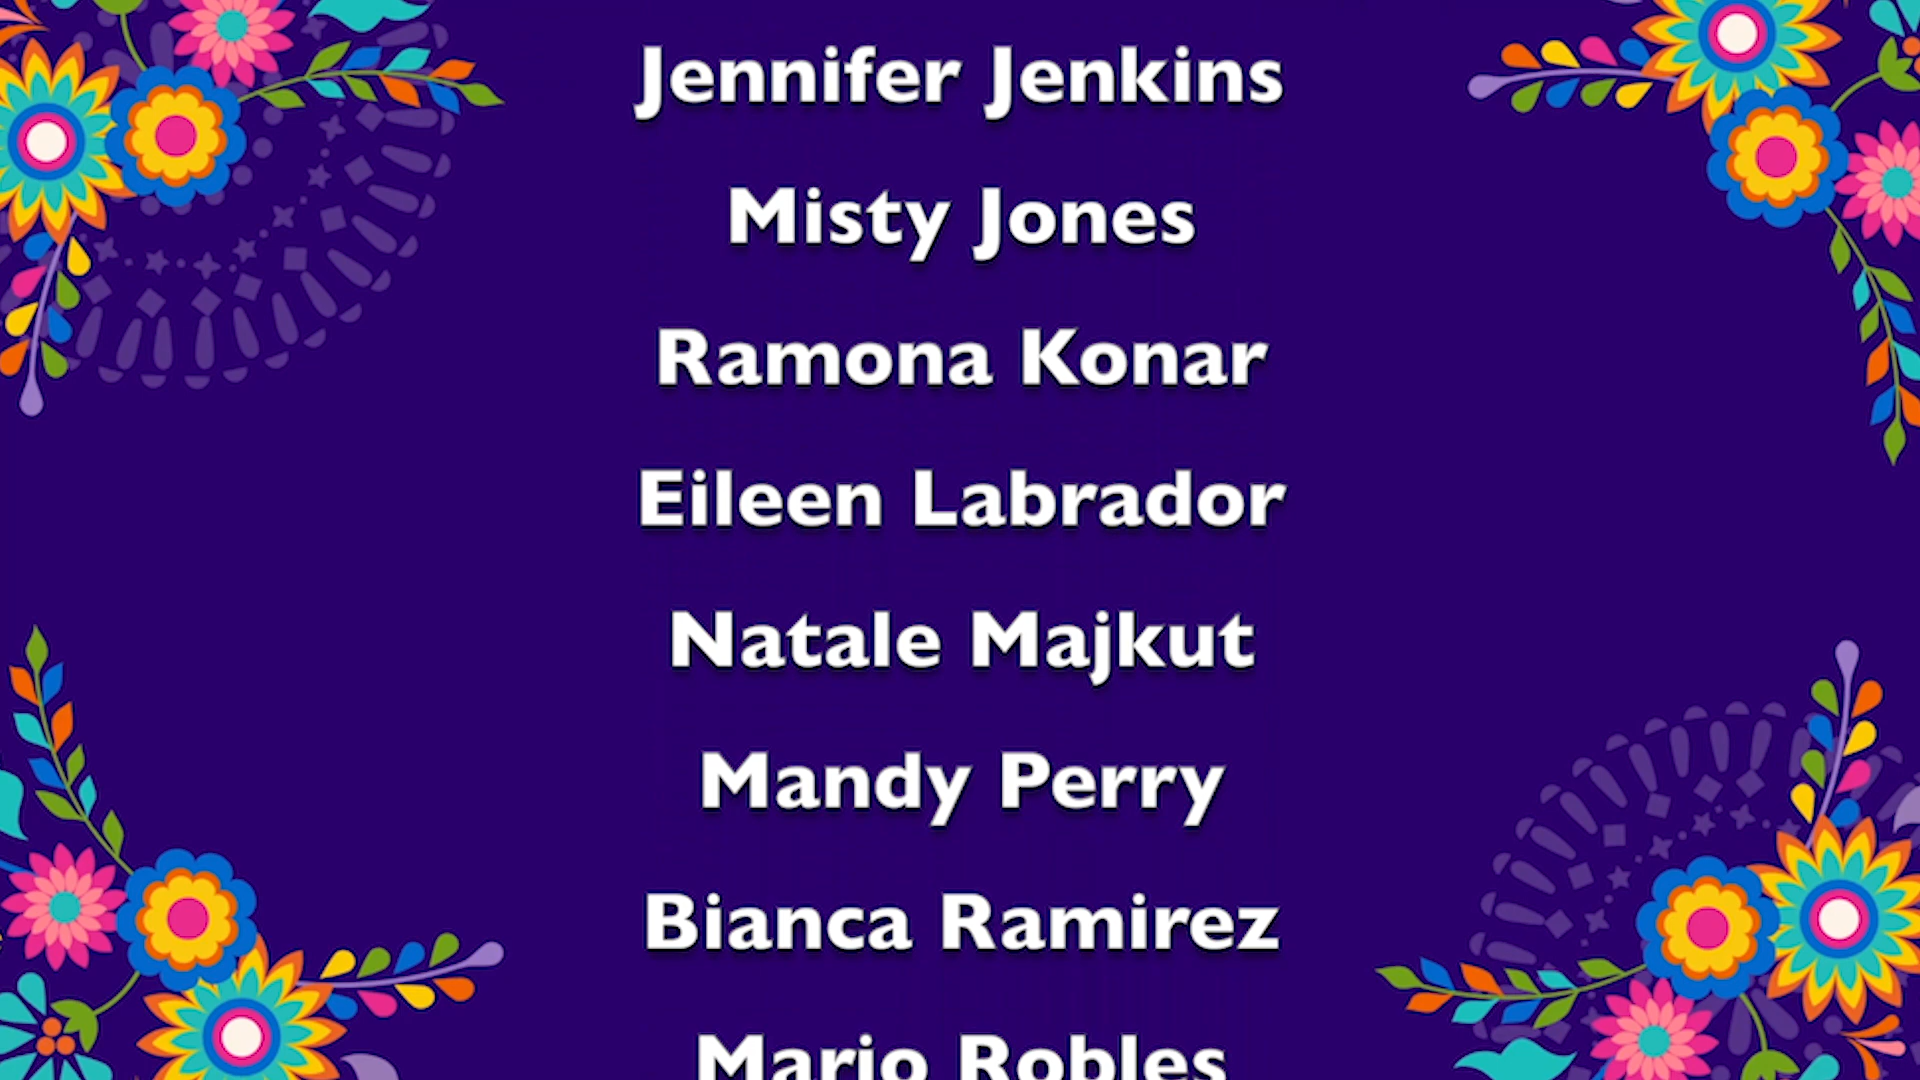 Jennifer Jenkins
Misty Jones
Ramona Konar
Eileen Labrador
Natale Majkut
Mandy Perry
Bianca Ramirez
Mario Robles